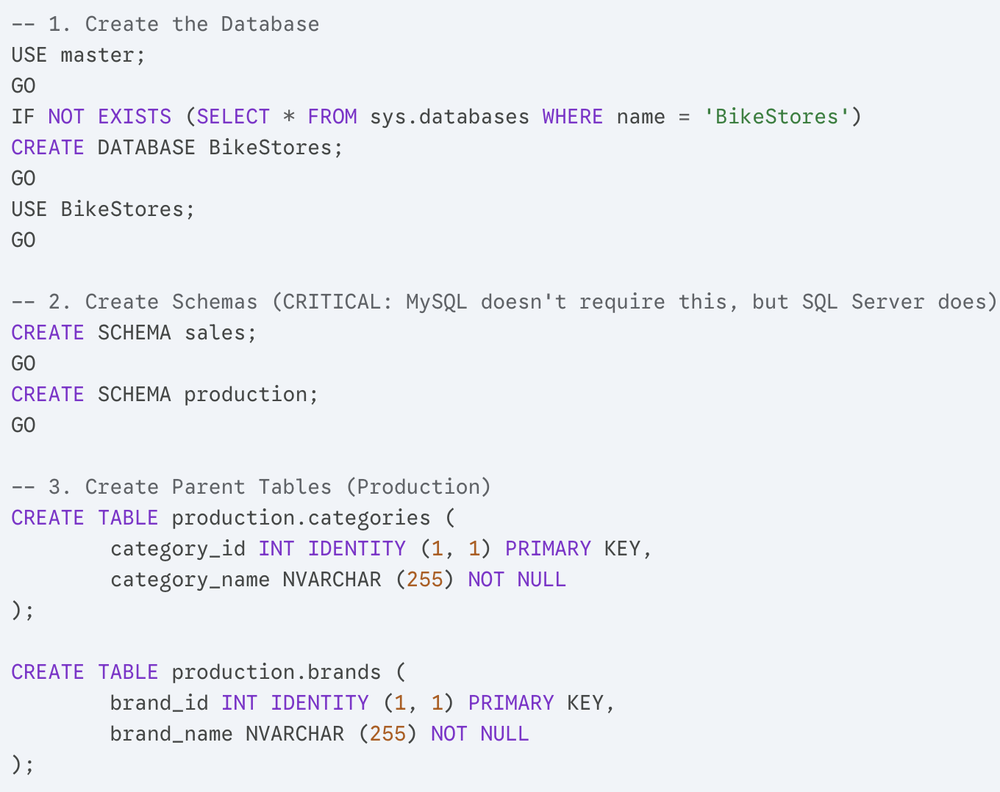 -- 1. Create the Database
USE master;
GO
IF NOT EXISTS (SELECT * FROM sys.databases WHERE name = 'BikeStores')
CREATE DATABASE BikeStores;
GO
USE BikeStores;
GO
-- 2. Create Schemas (CRITICAL: MySQL doesn't require this, but SQL Server does)
CREATE SCHEMA sales;
GO
CREATE SCHEMA production;
GO
-- 3. Create Parent Tables (Production)
CREATE TABLE production.categories (
category_id INT IDENTITY (1, 1) PRIMARY KEY,
category_name NVARCHAR (255) NOT NULL
);
CREATE TABLE production.brands (
brand_id INT IDENTITY (1, 1) PRIMARY KEY,
brand_name NVARCHAR (255) NOT NULL
);